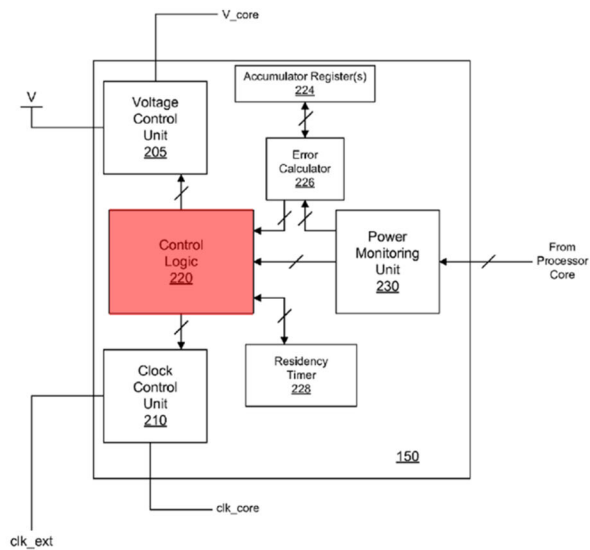 V_core
V
Voltage
Control
Unit
205
Accumulator Register(s)
224
Error
Calculator
226
Control
Logic
220
Power
Monitoring
Unit
230
From
Processor
Core
Residency
Timer
228
Clock
Control
Unit
210
150
clk_core
clk_ext